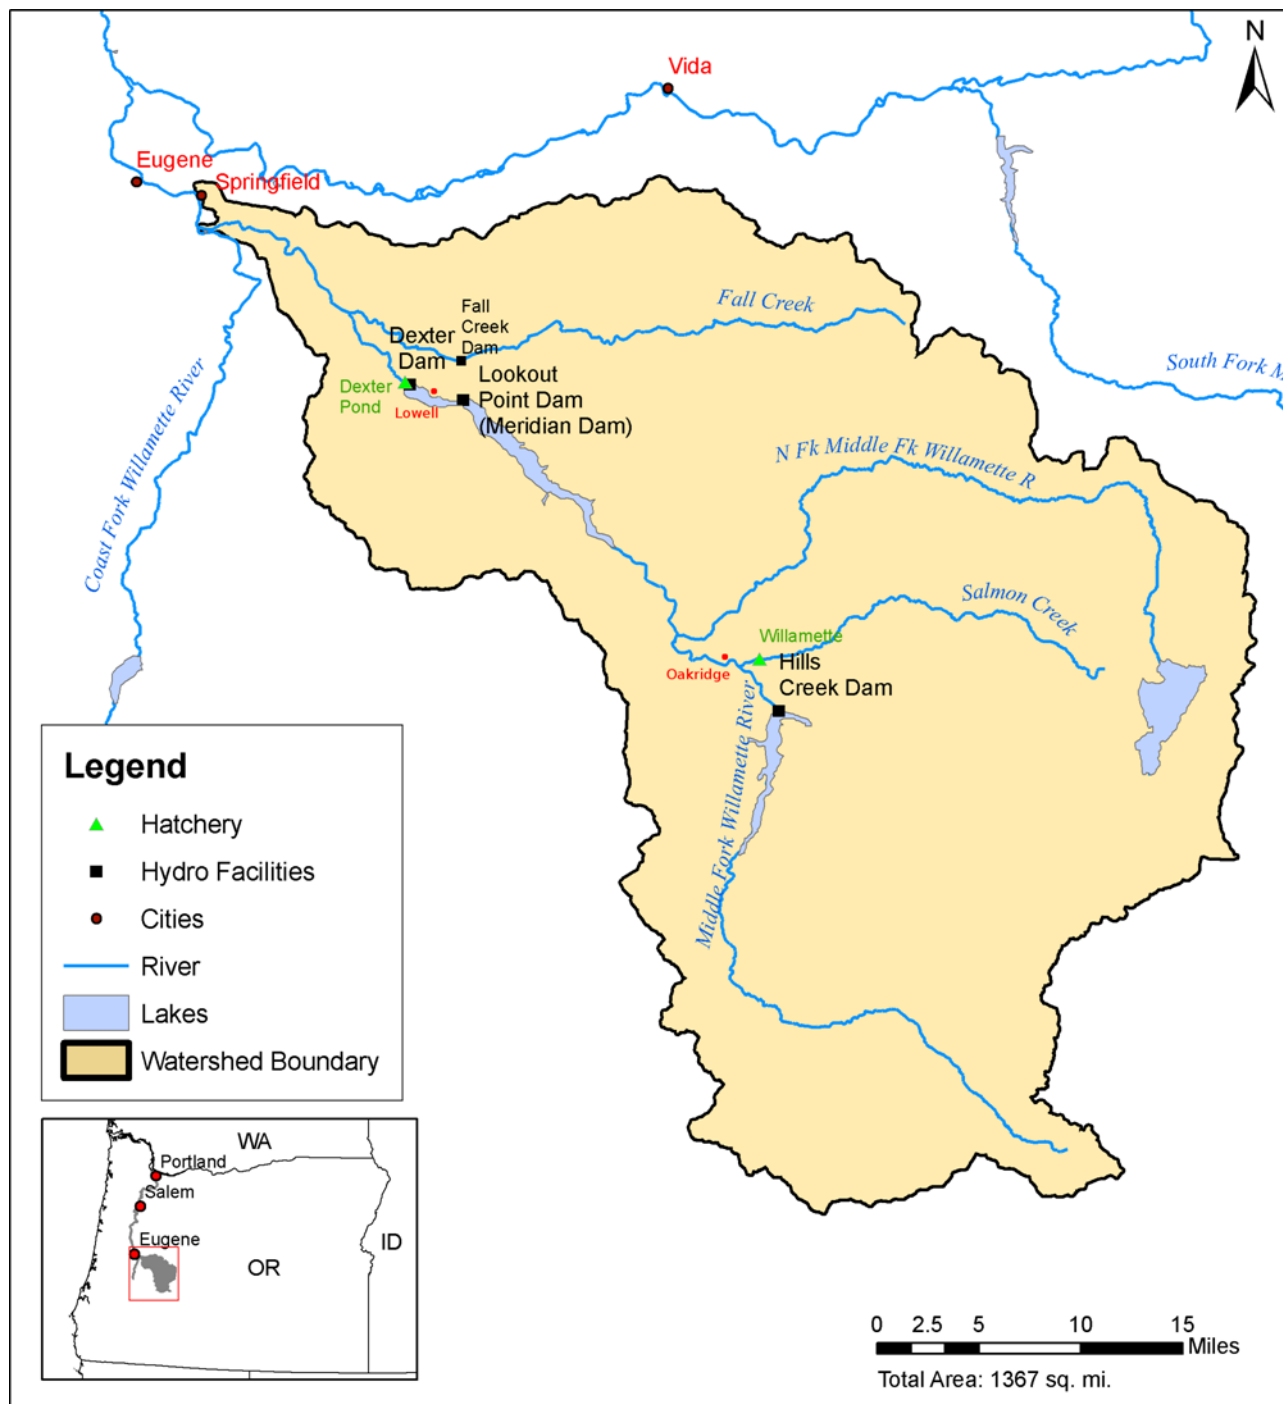 N
Vida
Eugene
Springfield
Fall Creek
Fall
Creek
Dam
Dexter
Dam
Lookout
Point Dam
(Meridian Dam)
Dexter
Pond
Lowell
South Fork M
N Fk Middle Fk Willamette R
Coast Fork Willamette River
Salmon Creek
Willamette
Oakridge
Hills
Creek Dam
Middle Fork Willamette River
Legend
Hatchery
Hydro Facilities
Cities
River
Lakes
Watershed Boundary
WA
Portland
Salem
Eugene
OR
ID
0 2.5 5 10 15
Miles
Total Area: 1367 sq. mi.